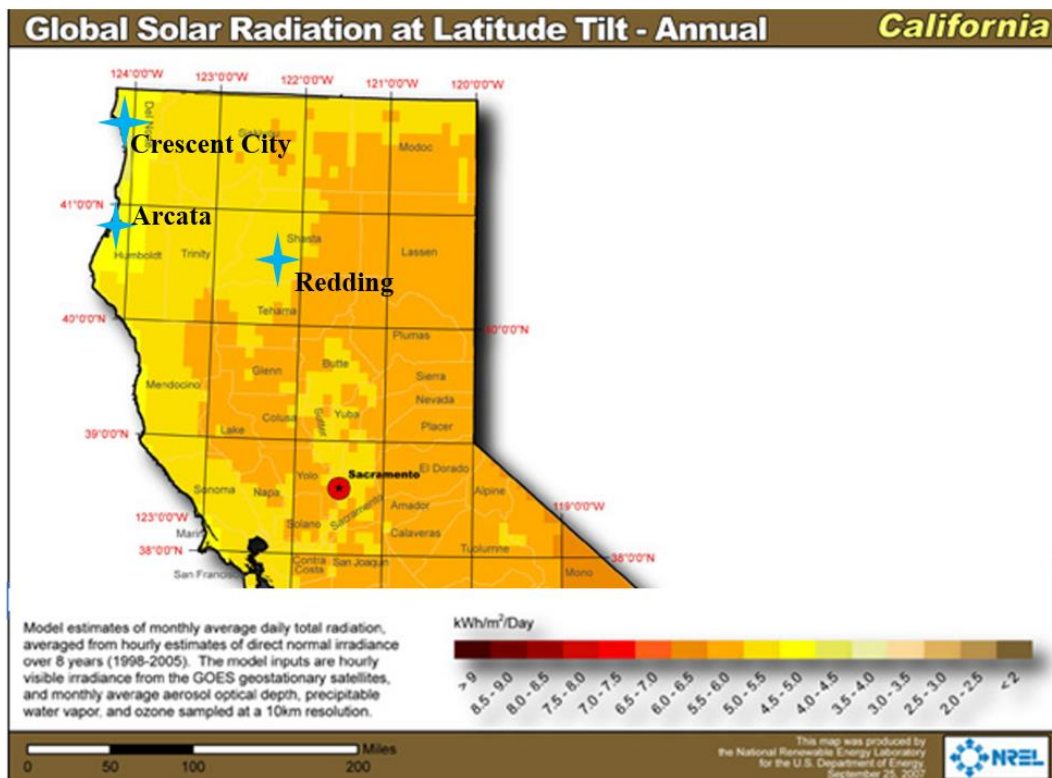 Global Solar Radiation at Latitude Tilt - Annual
California
124°0'0"W
123°0'0"W
122°0'0"W
121°0'0"W
120°0'0"W
Del Norte
Siskiyou
Modoc
Crescent City
41°0'0"N
Arcata
Humboldt
Trinity
Shasta
Lassen
Redding
Tehama
40°0'0"N
40°0'0"N
Plumas
Butte
Glenn
Sierra
Mendocino
Nevada
Colusa
Sutter
Yuba
Placer
Lake
39°0'0"N
El Dorado
Yolo
Sacramento
Sonoma
Napa
Alpine
Sacramento
Amador
119°0'0"W
123°0'0"W
Solano
Calaveras
Marin
38°0'0"N
Tuolumne
38°0'0"N
Contra
Costa
San Joaquin
San Francisco
Mono
Model estimates of monthly average daily total radiation,
averaged from hourly estimates of direct normal irradiance
over 8 years (1998-2005). The model inputs are hourly
visible irradiance from the GOES geostationary satellites,
and monthly average aerosol optical depth, precipitable
water vapor, and ozone sampled at a 10km resolution.
kWh/m²/Day
> 9
8.5 - 9.0
8.0 - 8.5
7.5 - 8.0
7.0 - 7.5
6.5 - 7.0
6.0 - 6.5
5.5 - 6.0
5.0 - 5.5
4.5 - 5.0
4.0 - 4.5
3.5 - 4.0
3.0 - 3.5
2.5 - 3.0
2.0 - 2.5
< 2
Miles
0 50 100 200
This map was produced by
the National Renewable Energy Laboratory
for the U.S. Department of Energy.
September 25, 2007
NREL